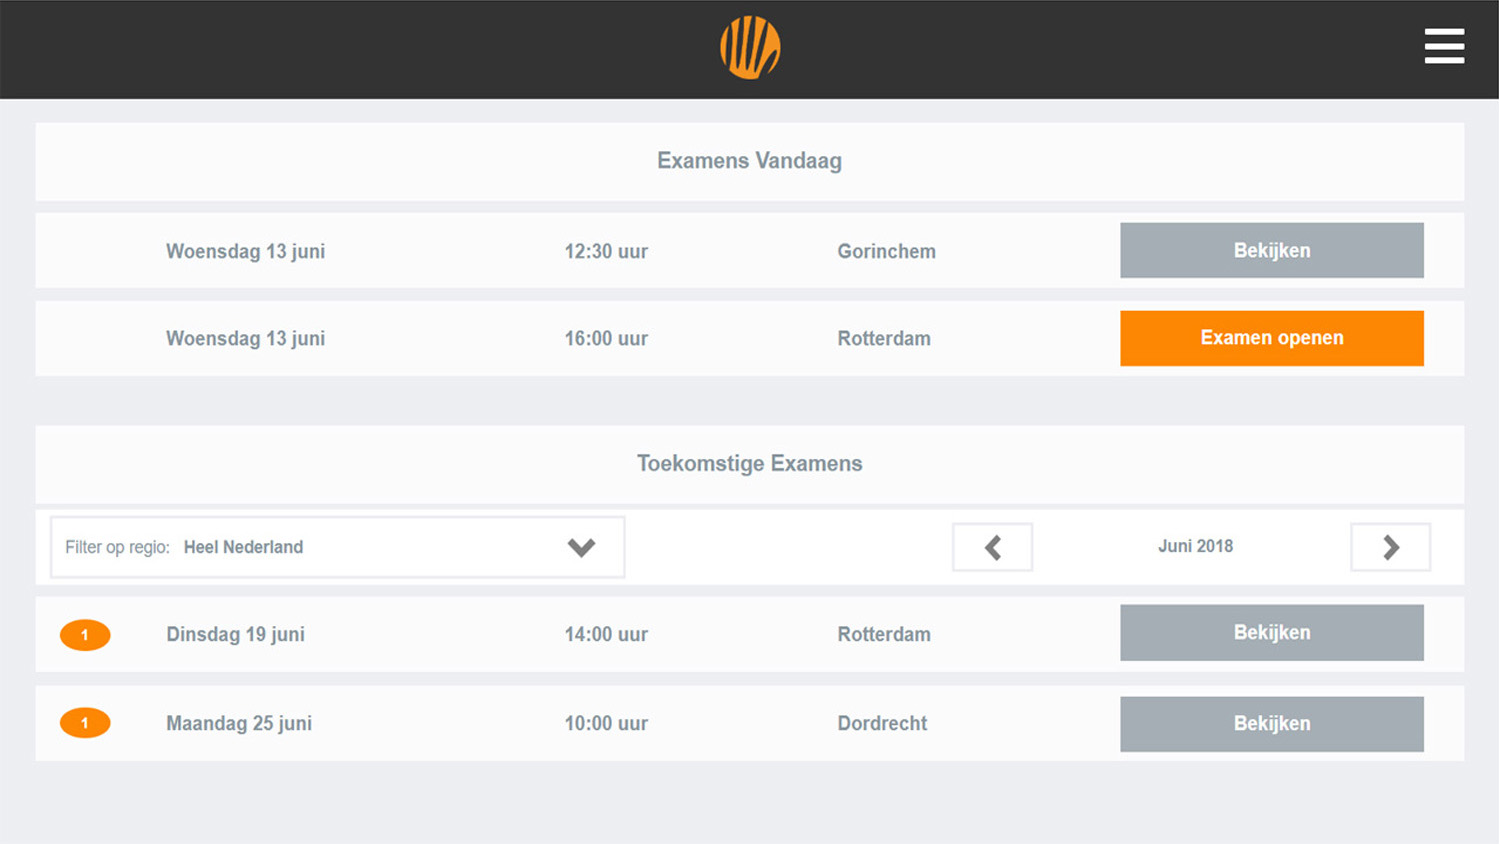 Examens Vandaag
Woensdag 13 juni 12:30 uur Gorinchem Bekijken
Woensdag 13 juni 16:00 uur Rotterdam Examen openen
Toekomstige Examens
Filter op regio: Heel Nederland Juni 2018
1 Dinsdag 19 juni 14:00 uur Rotterdam Bekijken
1 Maandag 25 juni 10:00 uur Dordrecht Bekijken